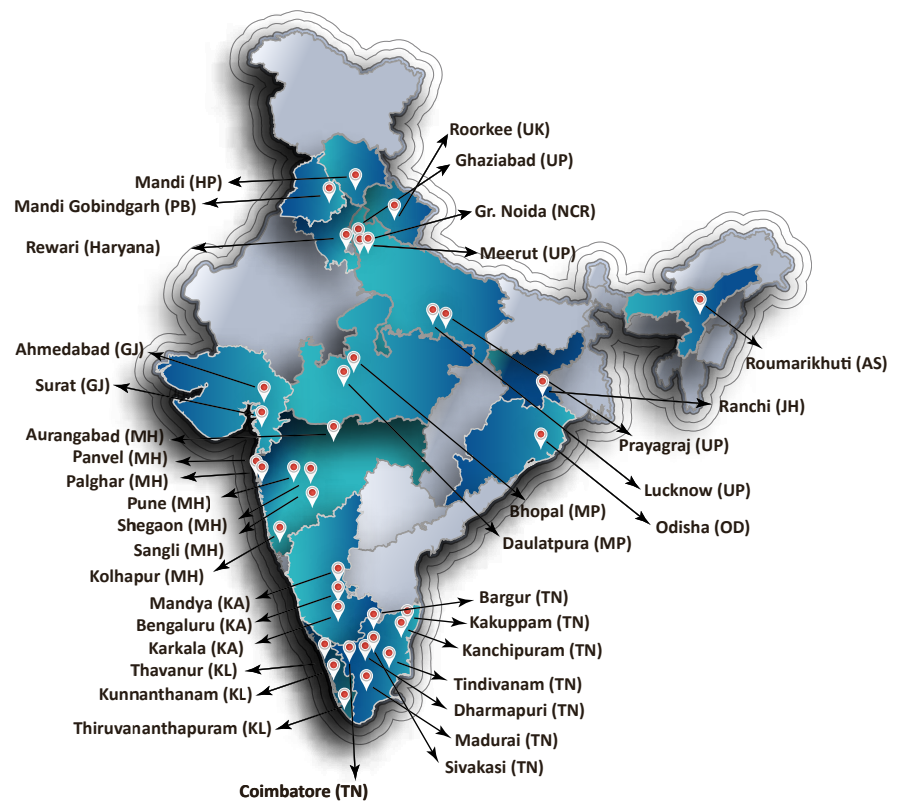 Roorkee (UK)
Ghaziabad (UP)
Mandi (HP)
Mandi Gobindgarh (PB)
Gr. Noida (NCR)
Rewari (Haryana)
Meerut (UP)
Ahmedabad (GJ)
Roumarikhuti (AS)
Surat (GJ)
Ranchi (JH)
Aurangabad (MH)
Prayagraj (UP)
Panvel (MH)
Palghar (MH)
Lucknow (UP)
Pune (MH)
Bhopal (MP)
Shegaon (MH)
Odisha (OD)
Daulatpura (MP)
Sangli (MH)
Kolhapur (MH)
Mandya (KA)
Bargur (TN)
Bengaluru (KA)
Kakuppam (TN)
Karkala (KA)
Kanchipuram (TN)
Thavanur (KL)
Tindivanam (TN)
Kunnanthanam (KL)
Dharmapuri (TN)
Thiruvananthapuram (KL)
Madurai (TN)
Sivakasi (TN)
Coimbatore (TN)